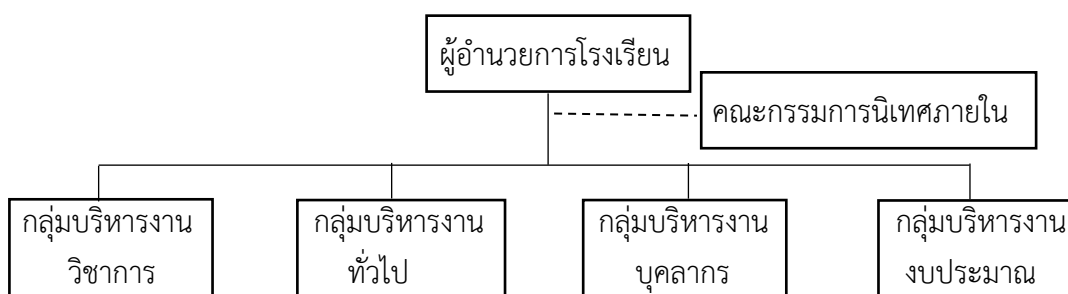 ผู้อำนวยการโรงเรียน
คณะกรรมการนิเทศภายใน
กลุ่มบริหารงาน
วิชาการ
กลุ่มบริหารงาน
ทั่วไป
กลุ่มบริหารงาน
บุคลากร
กลุ่มบริหารงาน
งบประมาณ